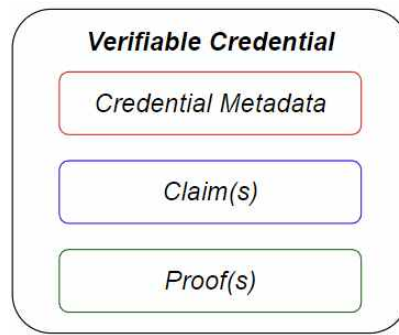 Verifiable Credential
Credential Metadata
Claim(s)
Proof(s)